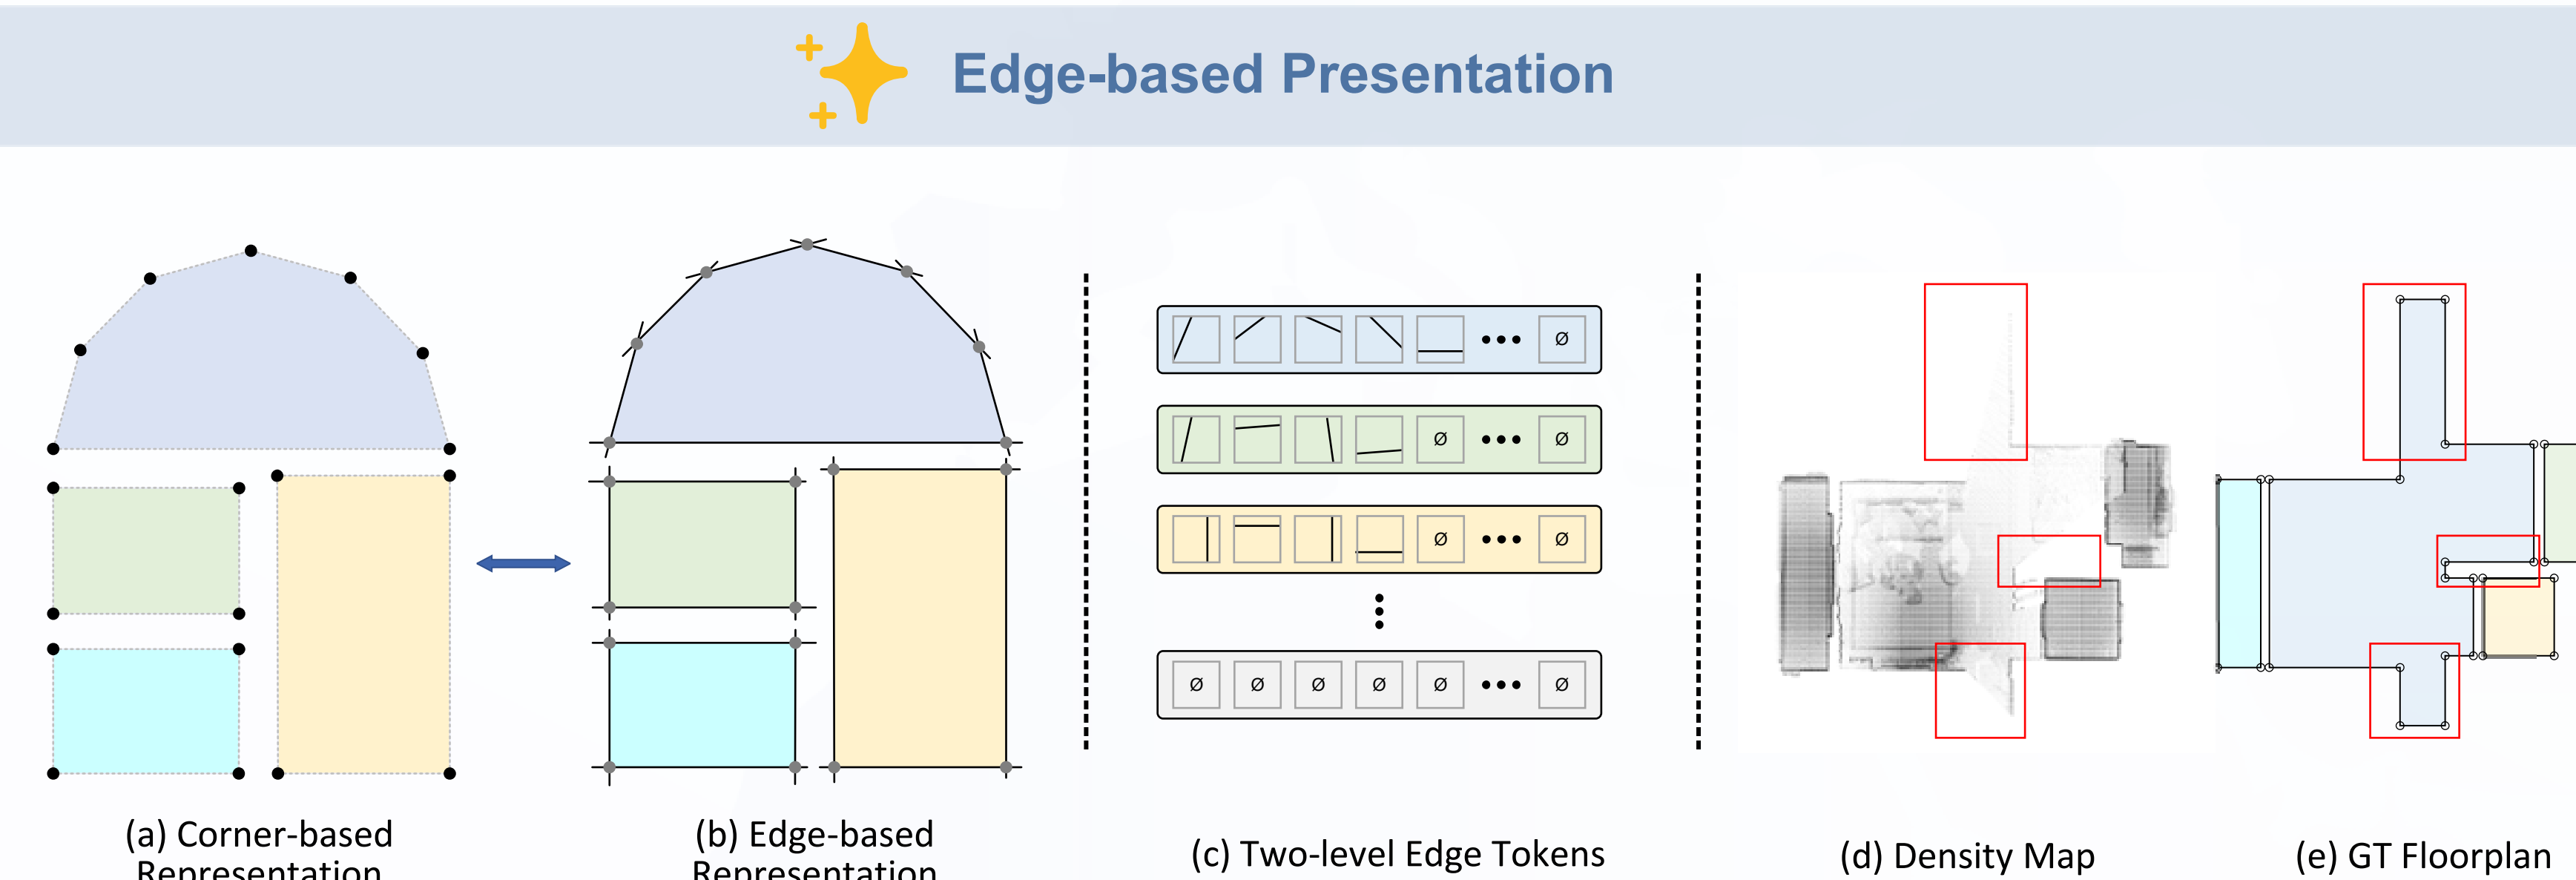 Edge-based Presentation
Ø
Ø Ø
Ø Ø
Ø Ø Ø Ø Ø Ø
(a) Corner-based
Representation
(b) Edge-based
Representation
(c) Two-level Edge Tokens
(d) Density Map
(e) GT Floorplan